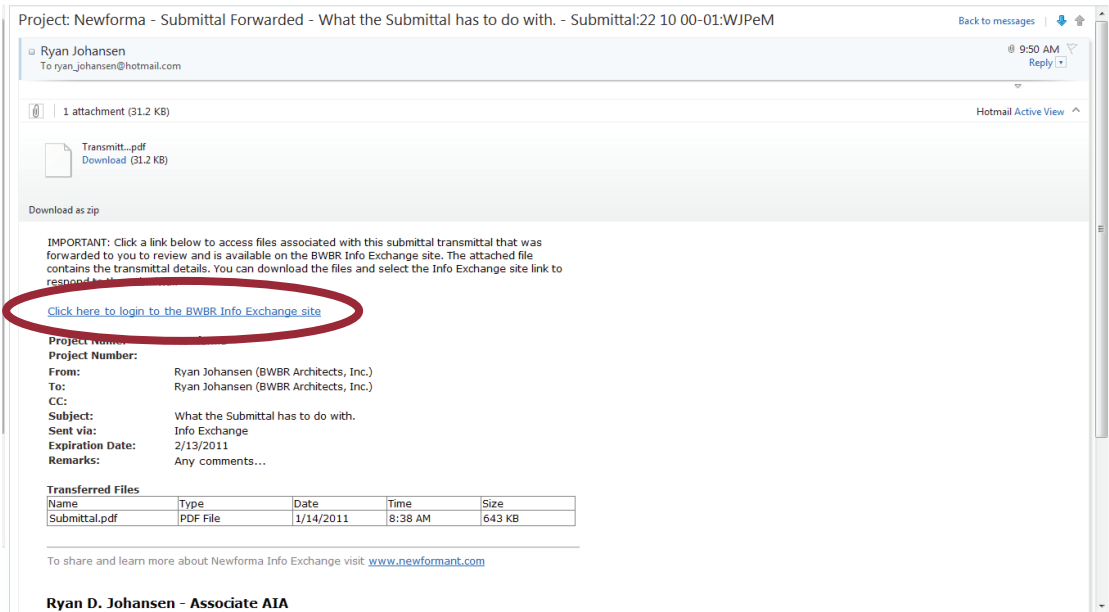 Project: Newforma - Submittal Forwarded - What the Submittal has to do with. - Submittal:22 10 00-01:WJPeM
Back to messages |
Ryan Johansen
9:50 AM
To ryan_johansen@hotmail.com
Reply
1 attachment (31.2 KB)
Hotmail Active View
Transmitt...pdf
Download (31.2 KB)
Download as zip
IMPORTANT: Click a link below to access files associated with this submittal transmittal that was
forwarded to you to review and is available on the BWBR Info Exchange site. The attached file
contains the transmittal details. You can download the files and select the Info Exchange site link to
respond to
Click here to login to the BWBR Info Exchange site
Project Name:
Project Number:
From: Ryan Johansen (BWBR Architects, Inc.)
To: Ryan Johansen (BWBR Architects, Inc.)
CC:
Subject: What the Submittal has to do with.
Sent via: Info Exchange
Expiration Date: 2/13/2011
Remarks: Any comments...
Transferred Files
Name Type Date Time Size
Submittal.pdf PDF File 1/14/2011 8:38 AM 643 KB
To share and learn more about Newforma Info Exchange visit www.newformant.com
Ryan D. Johansen - Associate AIA